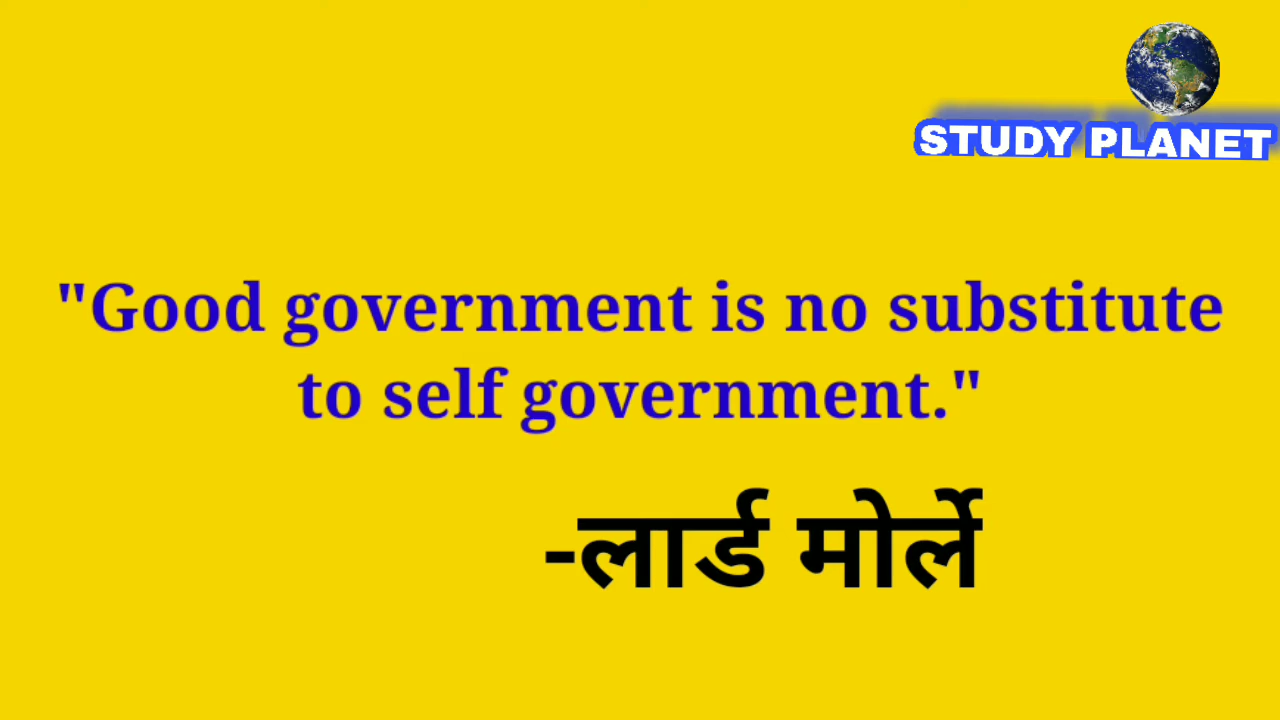 STUDY PLANET
"Good government is no substitute
to self government."
-लार्ड मोर्ले